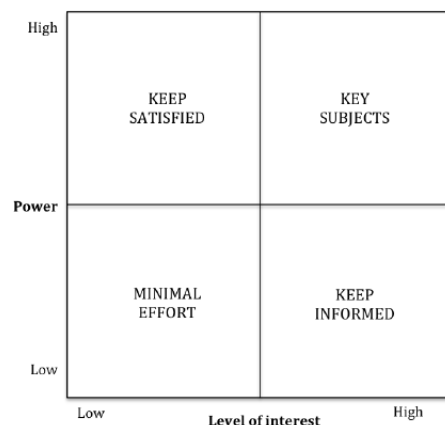 High
KEEP
SATISFIED
KEY
SUBJECTS
Power
MINIMAL
EFFORT
KEEP
INFORMED
Low
Low
High
Level of interest